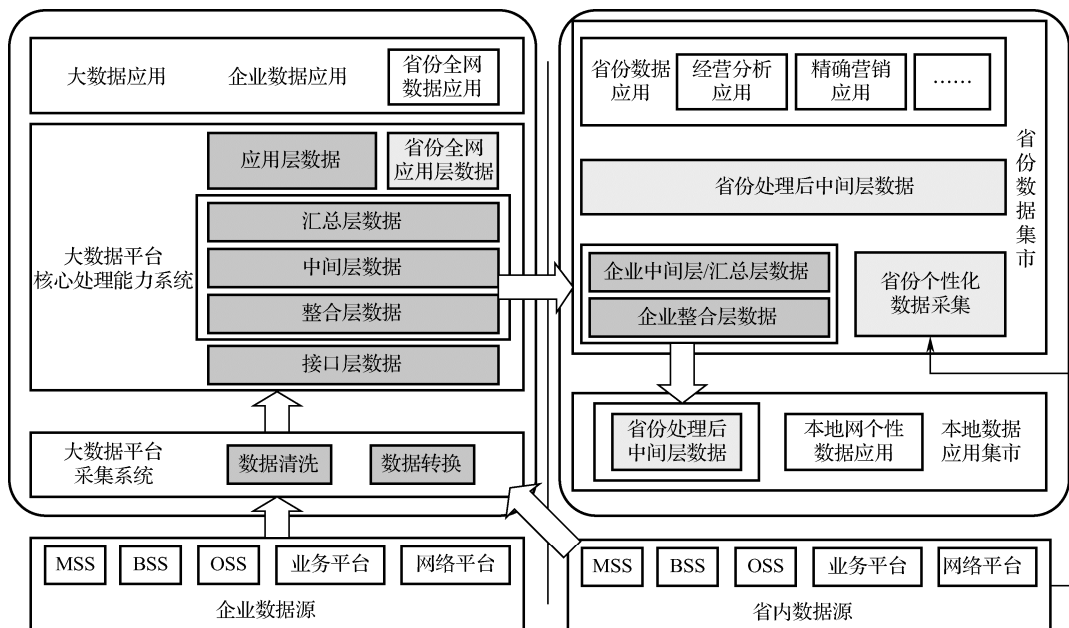 大数据应用
企业数据应用
省份全网
数据应用
应用层数据
省份全网
应用层数据
汇总层数据
中间层数据
整合层数据
接口层数据
大数据平台
核心处理能力系统
大数据平台
采集系统
数据清洗
数据转换
MSS
BSS
OSS
业务平台
网络平台
企业数据源
省份数据
应用
经营分析
应用
精确营销
应用
……
省份处理后中间层数据
企业中间层/汇总层数据
企业整合层数据
省份个性化
数据采集
省份数据集市
省份处理后
中间层数据
本地网个性
数据应用
本地数据
应用集市
MSS
BSS
OSS
业务平台
网络平台
省内数据源